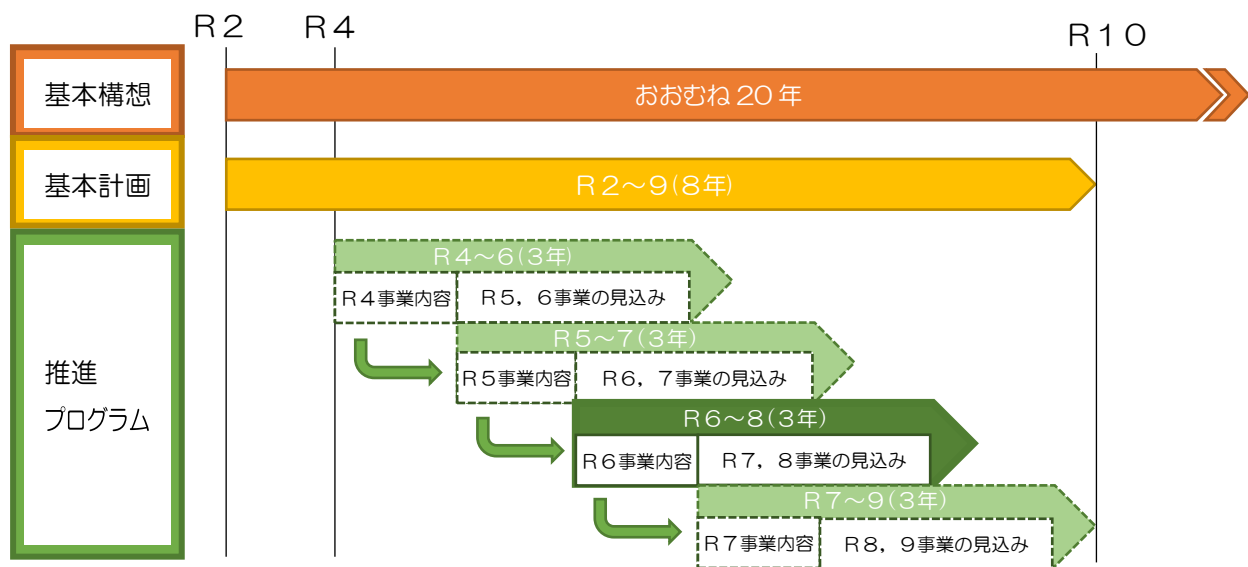 R2
R4
R10
基本構想
おおむね20年
基本計画
R2～9(8年)
推進
プログラム
R4～6(3年)
R4事業内容
R5，6事業の見込み
R5～7(3年)
R5事業内容
R6，7事業の見込み
R6～8(3年)
R6事業内容
R7，8事業の見込み
R7～9(3年)
R7事業内容
R8，9事業の見込み